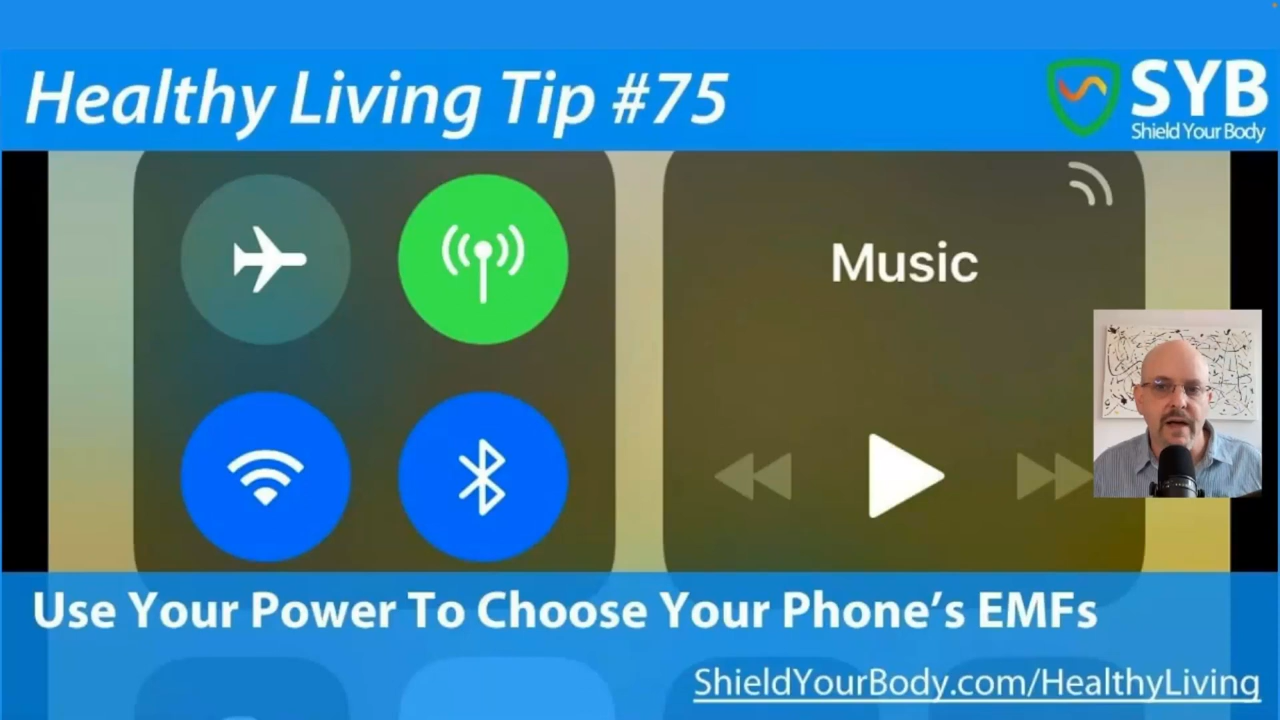 Healthy Living Tip #75
SYB
Shield Your Body
Music
Use Your Power To Choose Your Phone's EMFs
ShieldYourBody.com/HealthyLiving